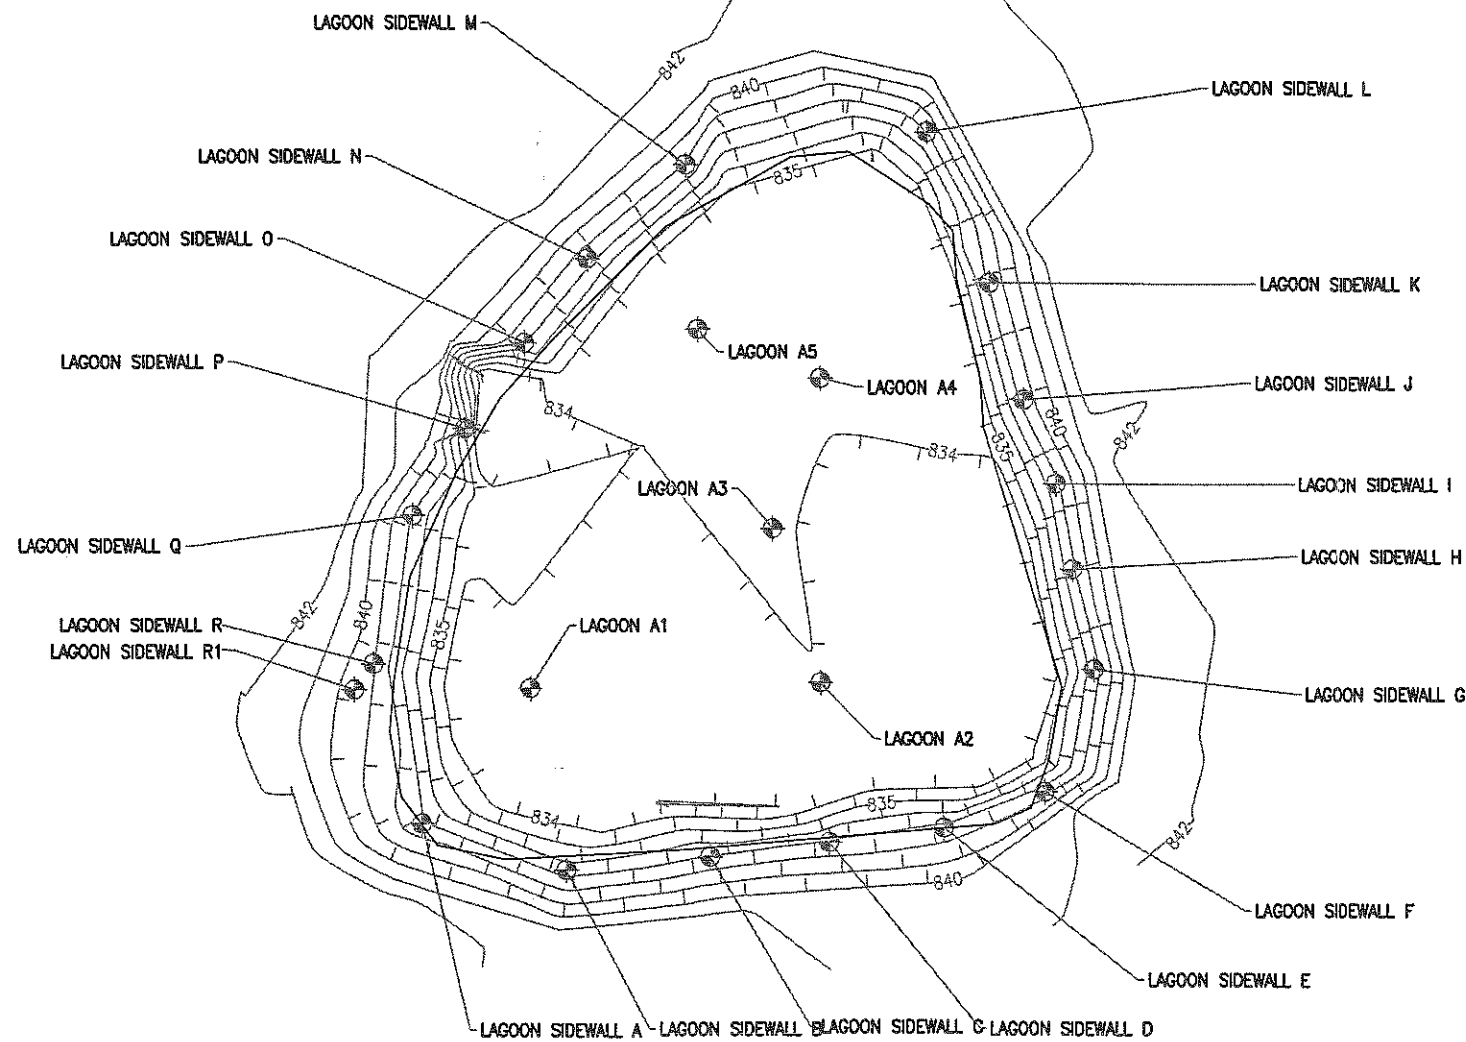 LAGOON SIDEWALL M
842
840
LAGOON SIDEWALL L
LAGOON SIDEWALL N
835
LAGOON SIDEWALL O
LAGOON SIDEWALL K
LAGOON SIDEWALL P
LAGOON A5
LAGOON A4
LAGOON SIDEWALL J
834
840
842
835
834
LAGOON A3
LAGOON SIDEWALL I
LAGOON SIDEWALL Q
LAGOON SIDEWALL H
842
840
LAGOON SIDEWALL R
835
LAGOON A1
LAGOON SIDEWALL R1
LAGOON SIDEWALL G
LAGOON A2
835
834
842
840
LAGOON SIDEWALL F
LAGOON SIDEWALL E
LAGOON SIDEWALL A
LAGOON SIDEWALL B
LAGOON SIDEWALL C
LAGOON SIDEWALL D